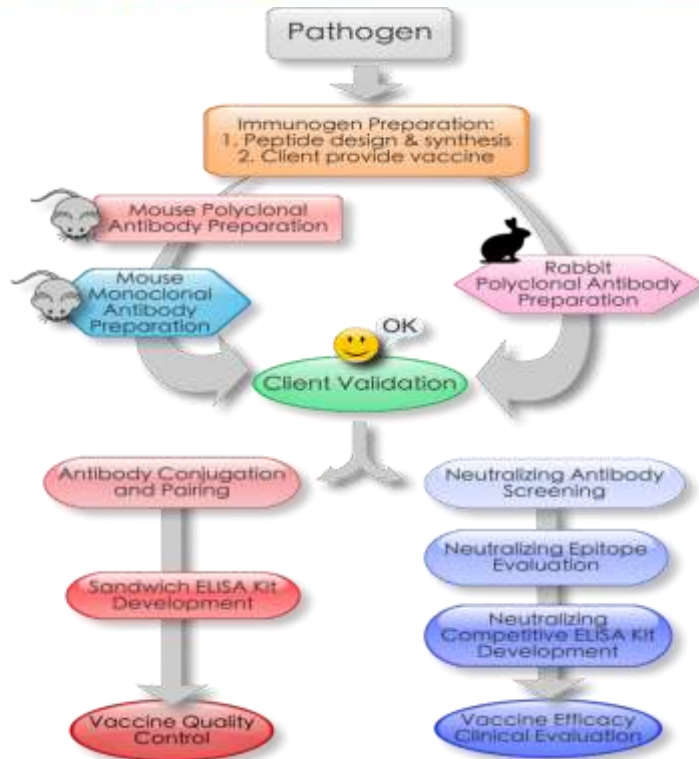 Pathogen
Immunogen Preparation:
1. Peptide design & synthesis
2. Client provide vaccine
Mouse Polyclonal
Antibody Preparation
Mouse
Monoclonal
Antibody
Preparation
Rabbit
Polyclonal Antibody
Preparation
OK
Client Validation
Antibody Conjugation
and Pairing
Sandwich ELISA Kit
Development
Vaccine Quality
Control
Neutralizing Antibody
Screening
Neutralizing Epitope
Evaluation
Neutralizing
Competitive ELISA Kit
Development
Vaccine Efficacy
Clinical Evaluation